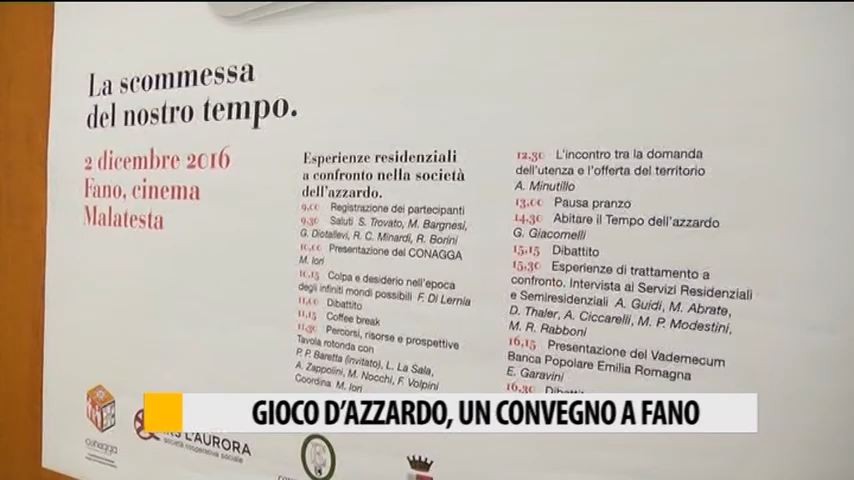 La scommessa
del nostro tempo.
2 dicembre 2016
Fano, cinema
Malatesta
Esperienze residenziali
a confronto nella società
dell'azzardo.
9,00 Registrazione dei partecipanti
9,30 Saluti S. Trovato, M. Bargnesi,
G. Diotallevi, R. C. Minardi, R. Borini
10,00 Presentazione del CONAGGA
M. Iori
10,15 Colpa e desiderio nell'epoca
degli infiniti mondi possibili F. Di Lernia
11,00 Dibattito
11,15 Coffee break
11,30 Percorsi, risorse e prospettive
Tavola rotonda con
P. P. Baretta (invitato), L. La Sala,
A. Zappolini, M. Nocchi, F. Volpini
Coordina M. Iori
12,30 L'incontro tra la domanda
dell'utenza e l'offerta del territorio
A. Minutillo
13,00 Pausa pranzo
14,30 Abitare il Tempo dell'azzardo
G. Giacomelli
15,15 Dibattito
15,30 Esperienze di trattamento a
confronto. Intervista ai Servizi Residenziali
e Semiresidenziali A. Guidi, M. Abrate,
D. Thaler, A. Ciccarelli, M. P. Modestini,
M. R. Rabboni
16,15 Presentazione del Vademecum
Banca Popolare Emilia Romagna
E. Garavini
16,30
conagga
L'AURORA
società cooperativa sociale
GIOCO D'AZZARDO, UN CONVEGNO A FANO